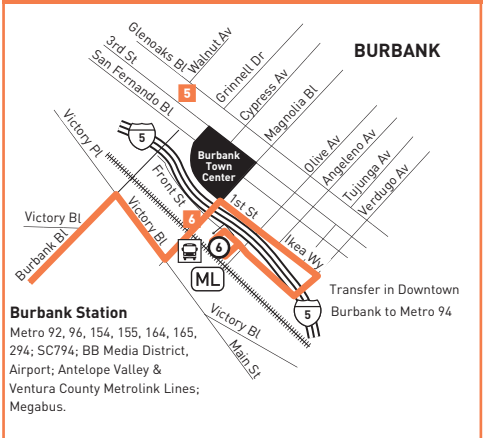 BURBANK
Glenoaks Bl
Walnut Av
3rd St
San Fernando Bl
Grinnell Dr
Cypress Av
Magnolia Bl
5
Victory Pl
5
Burbank
Town
Center
Olive Av
Angeleno Av
Tujunga Av
Verdugo Av
Front St
1st St
Victory Bl
Burbank Bl
Victory Bl
6
6
Ikea Wy
ML
Transfer in Downtown
Burbank to Metro 94
5
Victory Bl
Main St
Burbank Station
Metro 92, 96, 154, 155, 164, 165,
294; SC794; BB Media District,
Airport; Antelope Valley &
Ventura County Metrolink Lines;
Megabus.